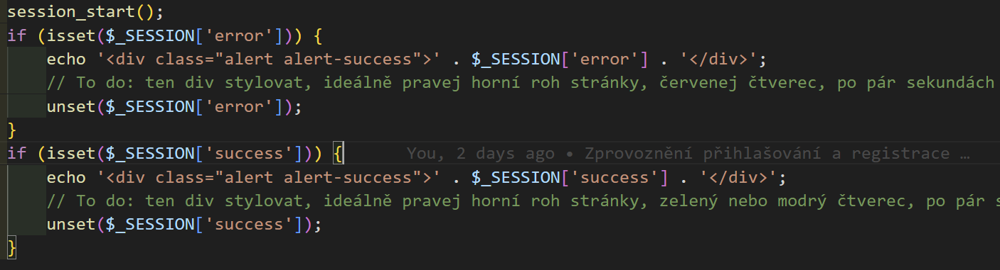 session_start();
if (isset($_SESSION['error'])) {
    echo '<div class="alert alert-success">' . $_SESSION['error'] . '</div>';
    // To do: ten div stylovat, ideálně pravej horní roh stránky, červenej čtverec, po pár sekundách
    unset($_SESSION['error']);
}
if (isset($_SESSION['success'])) { You, 2 days ago • Zprovoznění přihlašování a registrace …
    echo '<div class="alert alert-success">' . $_SESSION['success'] . '</div>';
    // To do: ten div stylovat, ideálně pravej horní roh stránky, zelený nebo modrý čtverec, po pár
    unset($_SESSION['success']);
}